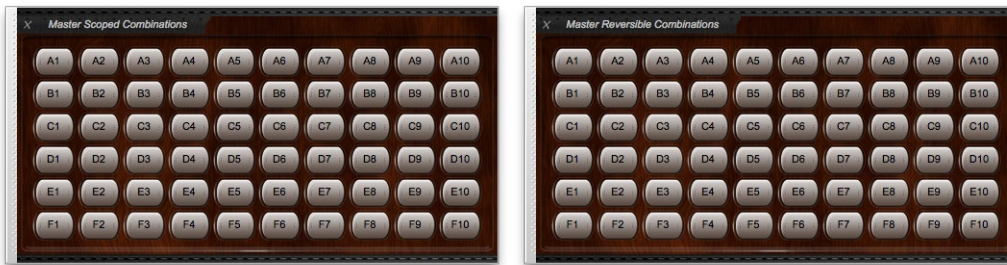 X Master Scoped Combinations
A1 A2 A3 A4 A5 A6 A7 A8 A9 A10
B1 B2 B3 B4 B5 B6 B7 B8 B9 B10
C1 C2 C3 C4 C5 C6 C7 C8 C9 C10
D1 D2 D3 D4 D5 D6 D7 D8 D9 D10
E1 E2 E3 E4 E5 E6 E7 E8 E9 E10
F1 F2 F3 F4 F5 F6 F7 F8 F9 F10
X Master Reversible Combinations
A1 A2 A3 A4 A5 A6 A7 A8 A9 A10
B1 B2 B3 B4 B5 B6 B7 B8 B9 B10
C1 C2 C3 C4 C5 C6 C7 C8 C9 C10
D1 D2 D3 D4 D5 D6 D7 D8 D9 D10
E1 E2 E3 E4 E5 E6 E7 E8 E9 E10
F1 F2 F3 F4 F5 F6 F7 F8 F9 F10